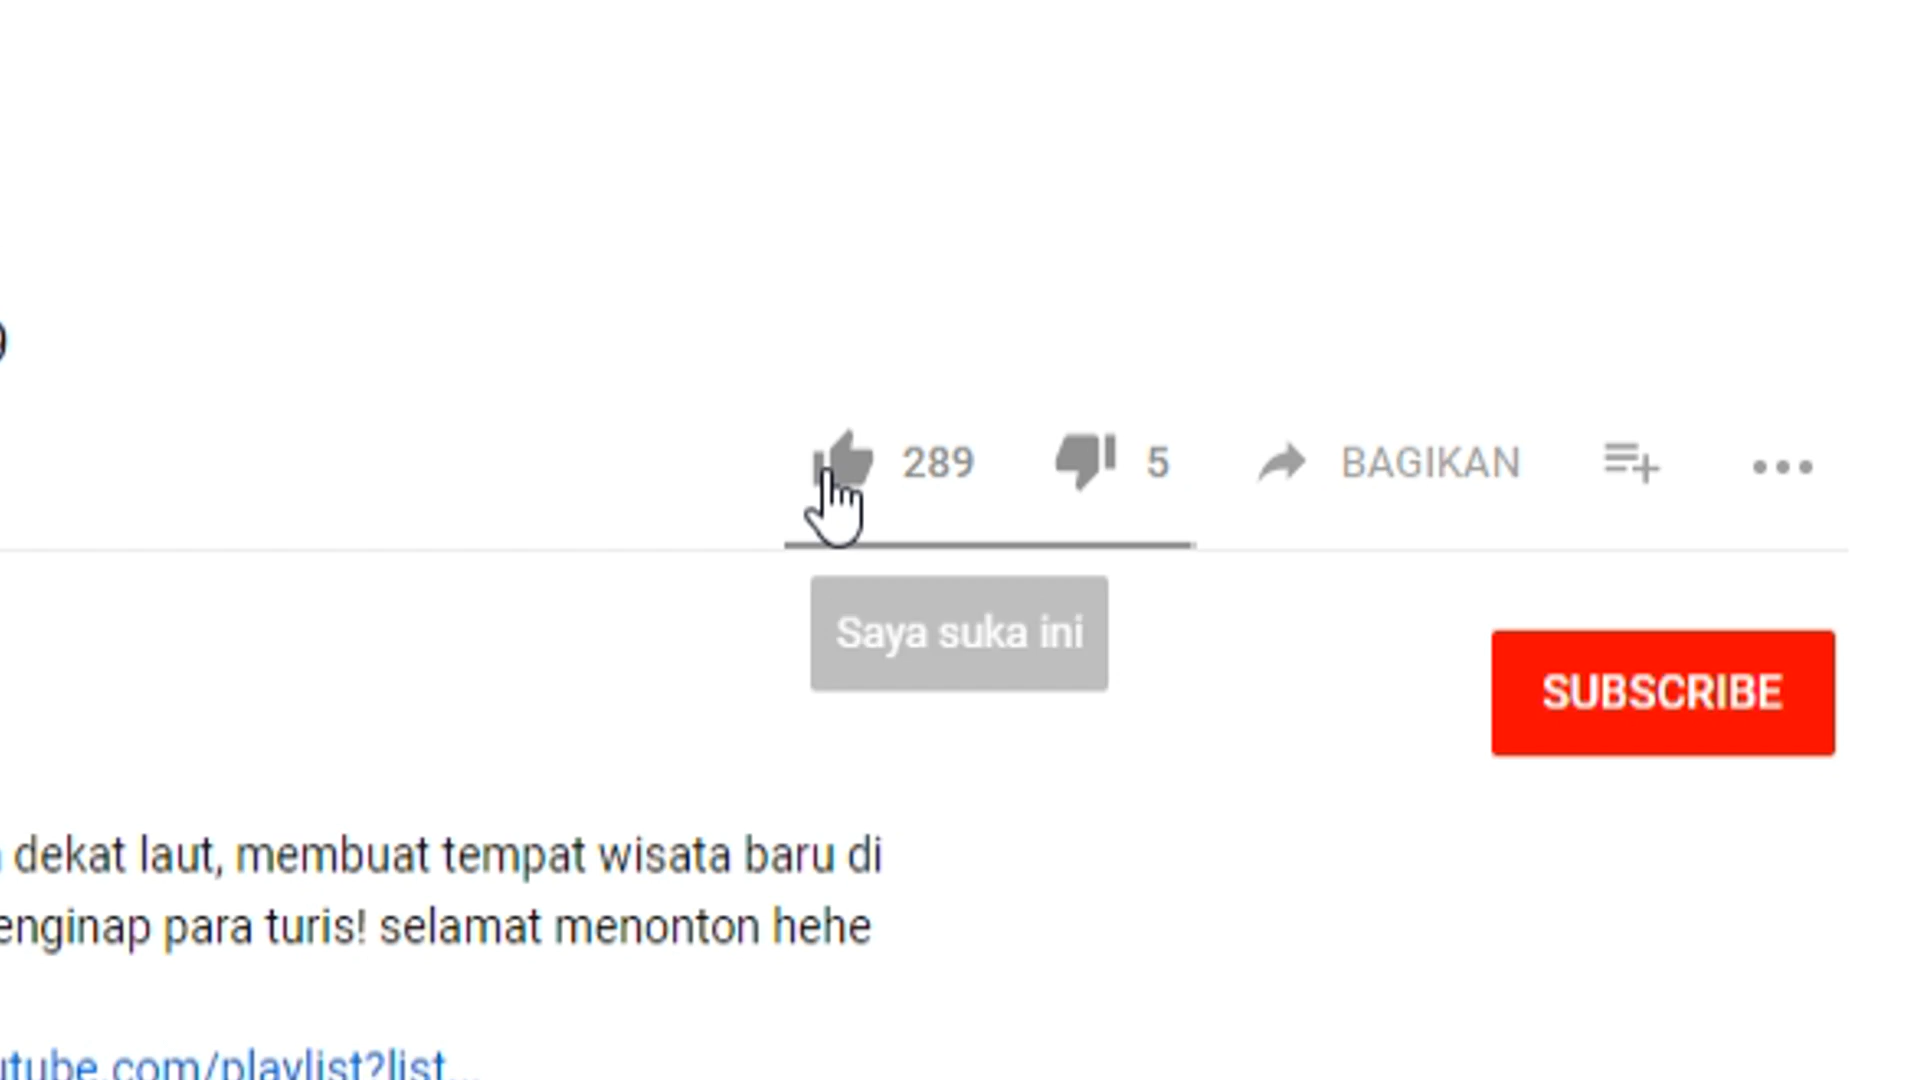 289 5 BAGIKAN
Saya suka ini
SUBSCRIBE
dekat laut, membuat tempat wisata baru di
para turis! selamat menonton hehe
utube.com/playlist?list...